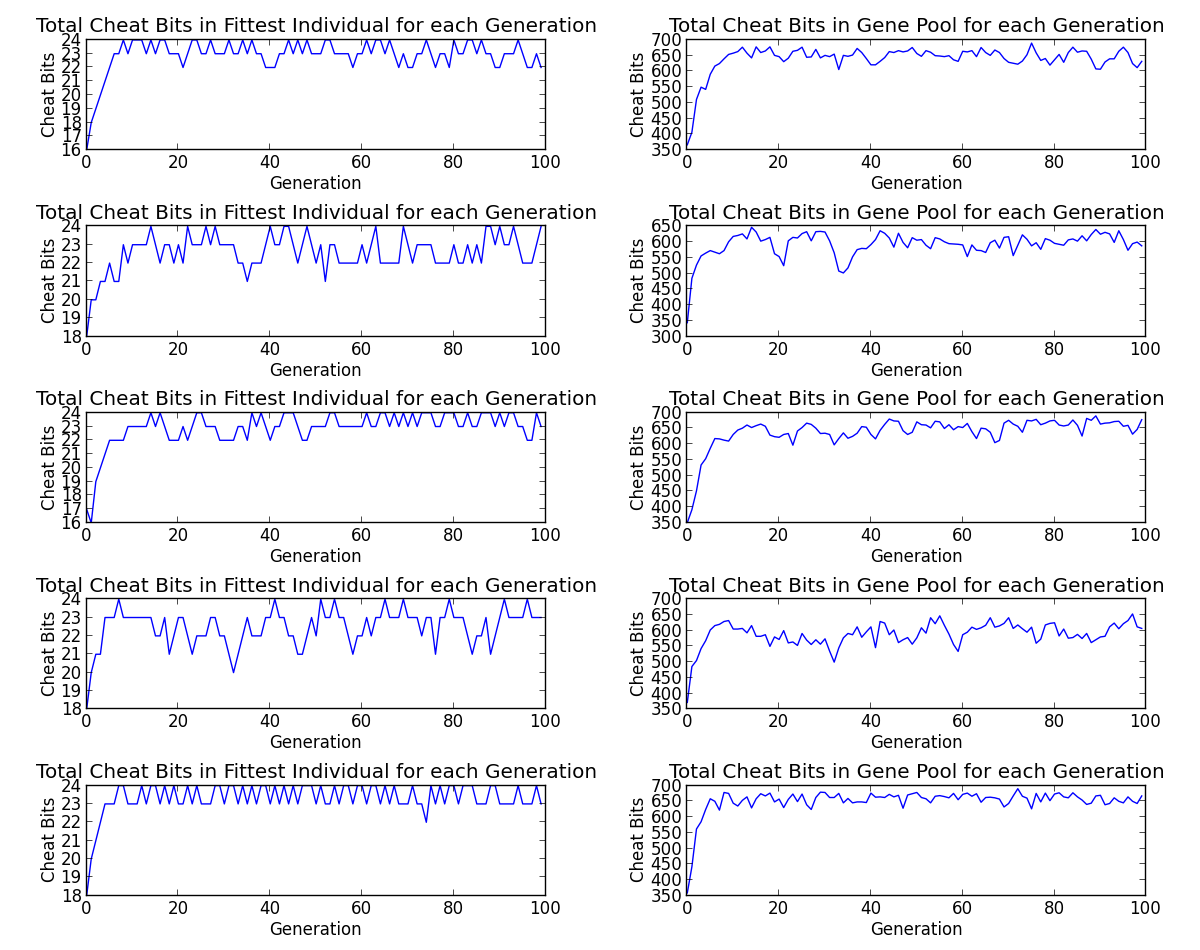 Total Cheat Bits in Fittest Individual for each Generation
24
23
22
21
20
19
18
17
16
Cheat Bits
0 20 40 60 80 100
Generation
Total Cheat Bits in Gene Pool for each Generation
700
650
600
550
500
450
400
350
Cheat Bits
0 20 40 60 80 100
Generation
Total Cheat Bits in Fittest Individual for each Generation
24
23
22
21
20
19
18
Cheat Bits
0 20 40 60 80 100
Generation
Total Cheat Bits in Gene Pool for each Generation
650
600
550
500
450
400
350
300
Cheat Bits
0 20 40 60 80 100
Generation
Total Cheat Bits in Fittest Individual for each Generation
24
23
22
21
20
19
18
17
16
Cheat Bits
0 20 40 60 80 100
Generation
Total Cheat Bits in Gene Pool for each Generation
700
650
600
550
500
450
400
350
Cheat Bits
0 20 40 60 80 100
Generation
Total Cheat Bits in Fittest Individual for each Generation
24
23
22
21
20
19
18
Cheat Bits
0 20 40 60 80 100
Generation
Total Cheat Bits in Gene Pool for each Generation
700
650
600
550
500
450
400
350
Cheat Bits
0 20 40 60 80 100
Generation
Total Cheat Bits in Fittest Individual for each Generation
24
23
22
21
20
19
18
Cheat Bits
0 20 40 60 80 100
Generation
Total Cheat Bits in Gene Pool for each Generation
700
650
600
550
500
450
400
350
Cheat Bits
0 20 40 60 80 100
Generation